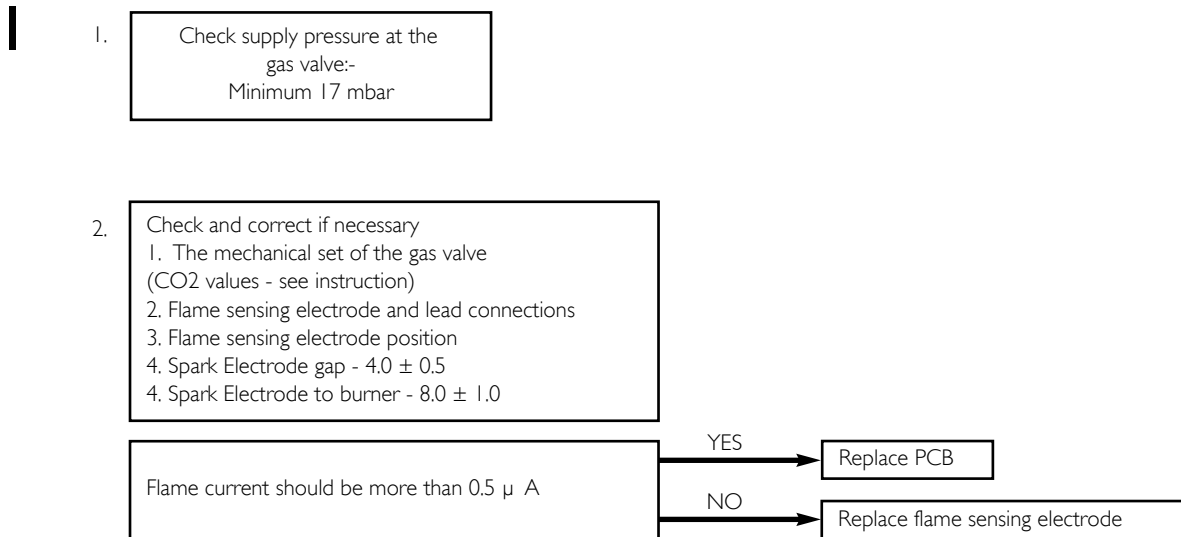 1.
Check supply pressure at the
gas valve:-
Minimum 17 mbar
2.
Check and correct if necessary
1. The mechanical set of the gas valve
(CO2 values - see instruction)
2. Flame sensing electrode and lead connections
3. Flame sensing electrode position
4. Spark Electrode gap - 4.0 ± 0.5
4. Spark Electrode to burner - 8.0 ± 1.0
Flame current should be more than 0.5 μ A
YES
Replace PCB
NO
Replace flame sensing electrode